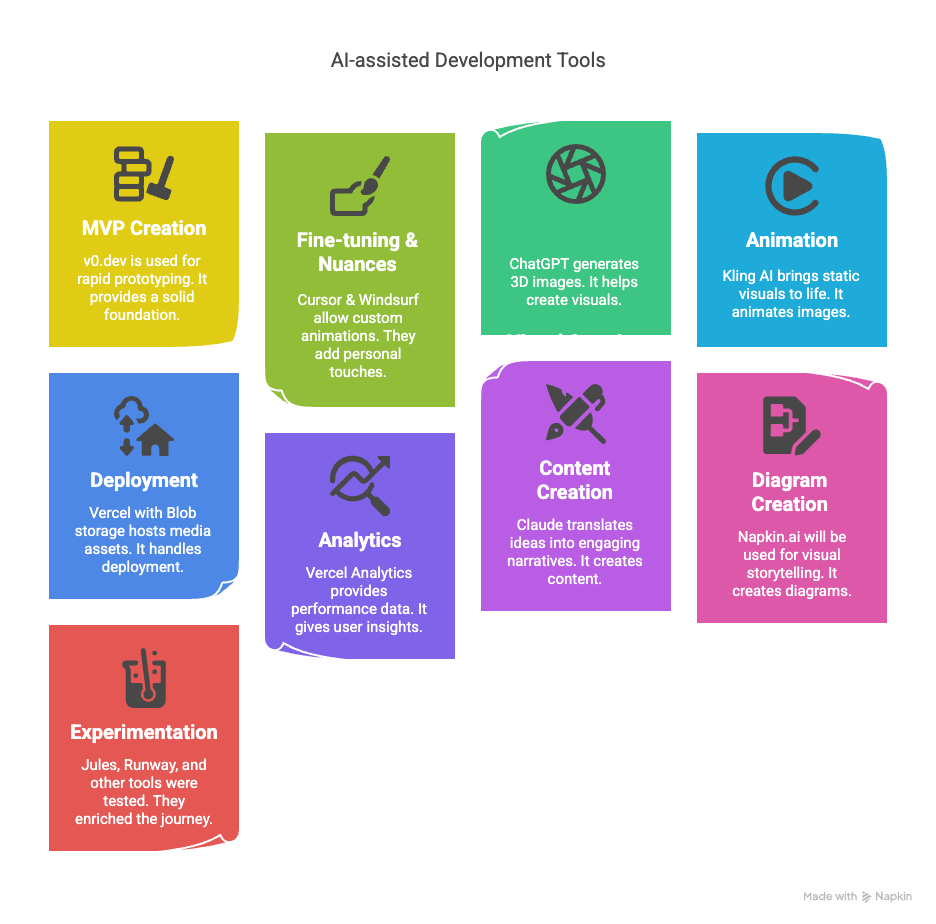 AI-assisted Development Tools
MVP Creation
v0.dev is used for
rapid prototyping. It
provides a solid
foundation.
Fine-tuning &
Nuances
Cursor & Windsurf
allow custom
animations. They
add personal
touches.
ChatGPT generates
3D images. It helps
create visuals.
Animation
Kling AI brings static
visuals to life. It
animates images.
Deployment
Vercel with Blob
storage hosts media
assets. It handles
deployment.
Analytics
Vercel Analytics
provides
performance data. It
gives user insights.
Content
Creation
Claude translates
ideas into engaging
narratives. It creates
content.
Diagram
Creation
Napkin.ai will be
used for visual
storytelling. It
creates diagrams.
Experimentation
Jules, Runway, and
other tools were
tested. They
enriched the journey.
Made with Napkin